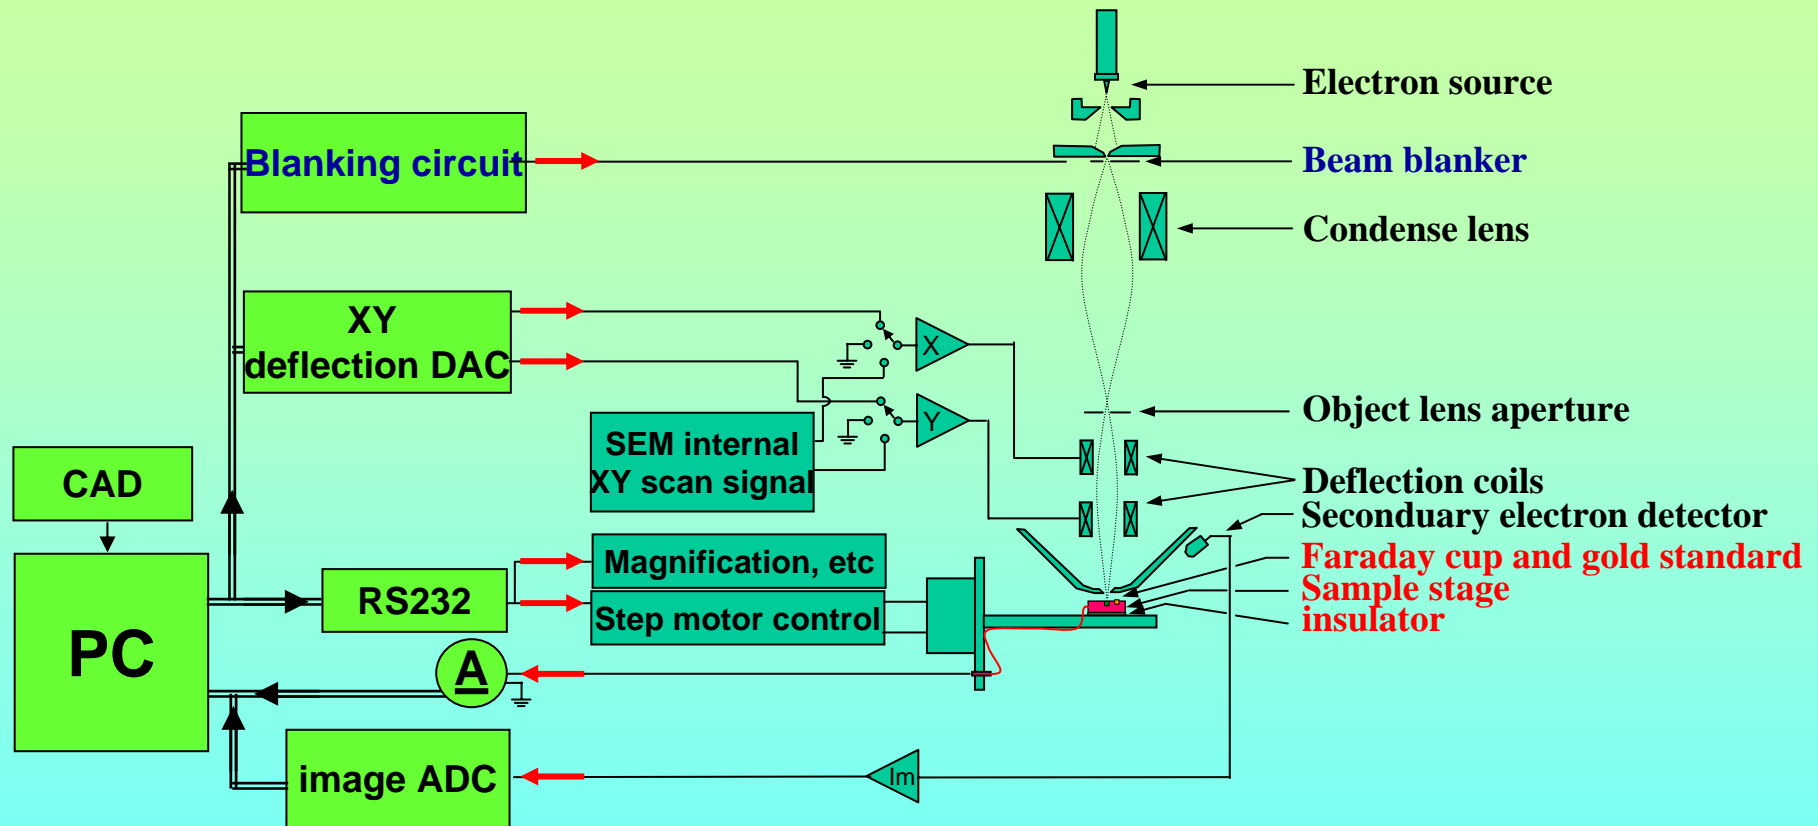 Electron source
Blanking circuit
Beam blanker
Condense lens
XY
deflection DAC
X
Object lens aperture
Y
SEM internal
XY scan signal
CAD
Deflection coils
Seconduary electron detector
Faraday cup and gold standard
Magnification, etc
Sample stage
RS232
Step motor control
insulator
PC
A
image ADC
Im